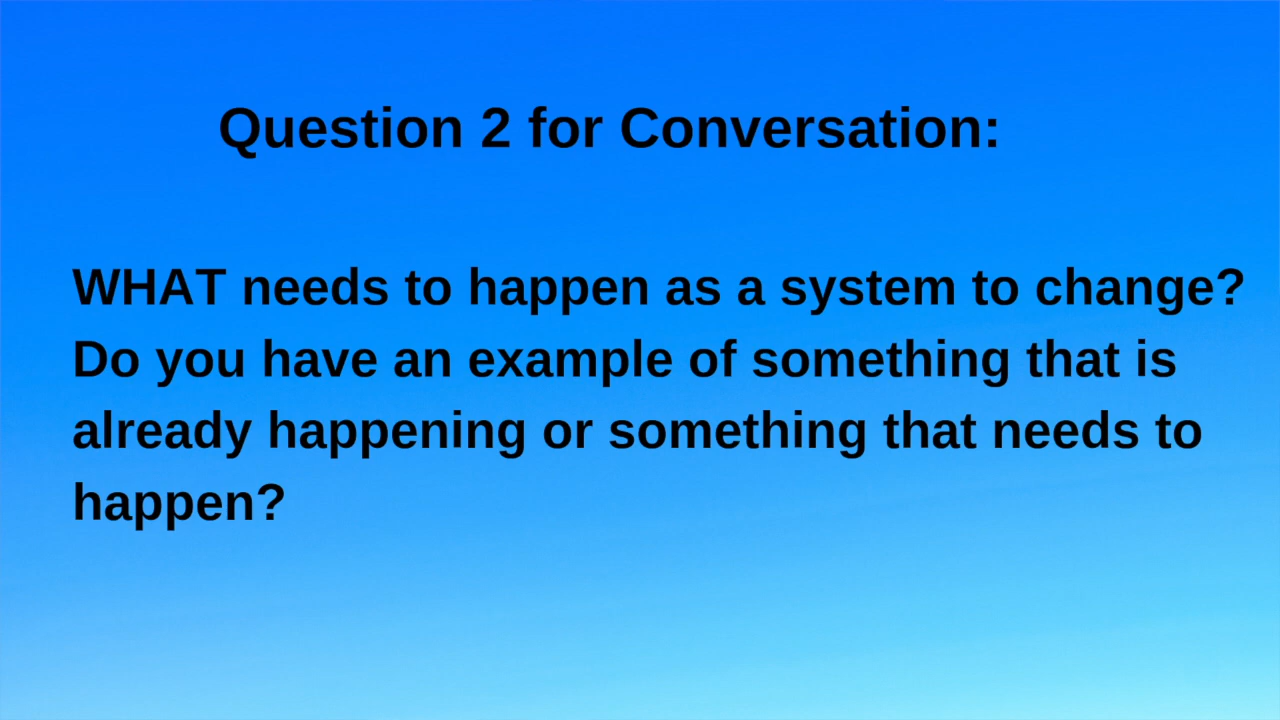 Question 2 for Conversation:
WHAT needs to happen as a system to change?
Do you have an example of something that is
already happening or something that needs to
happen?